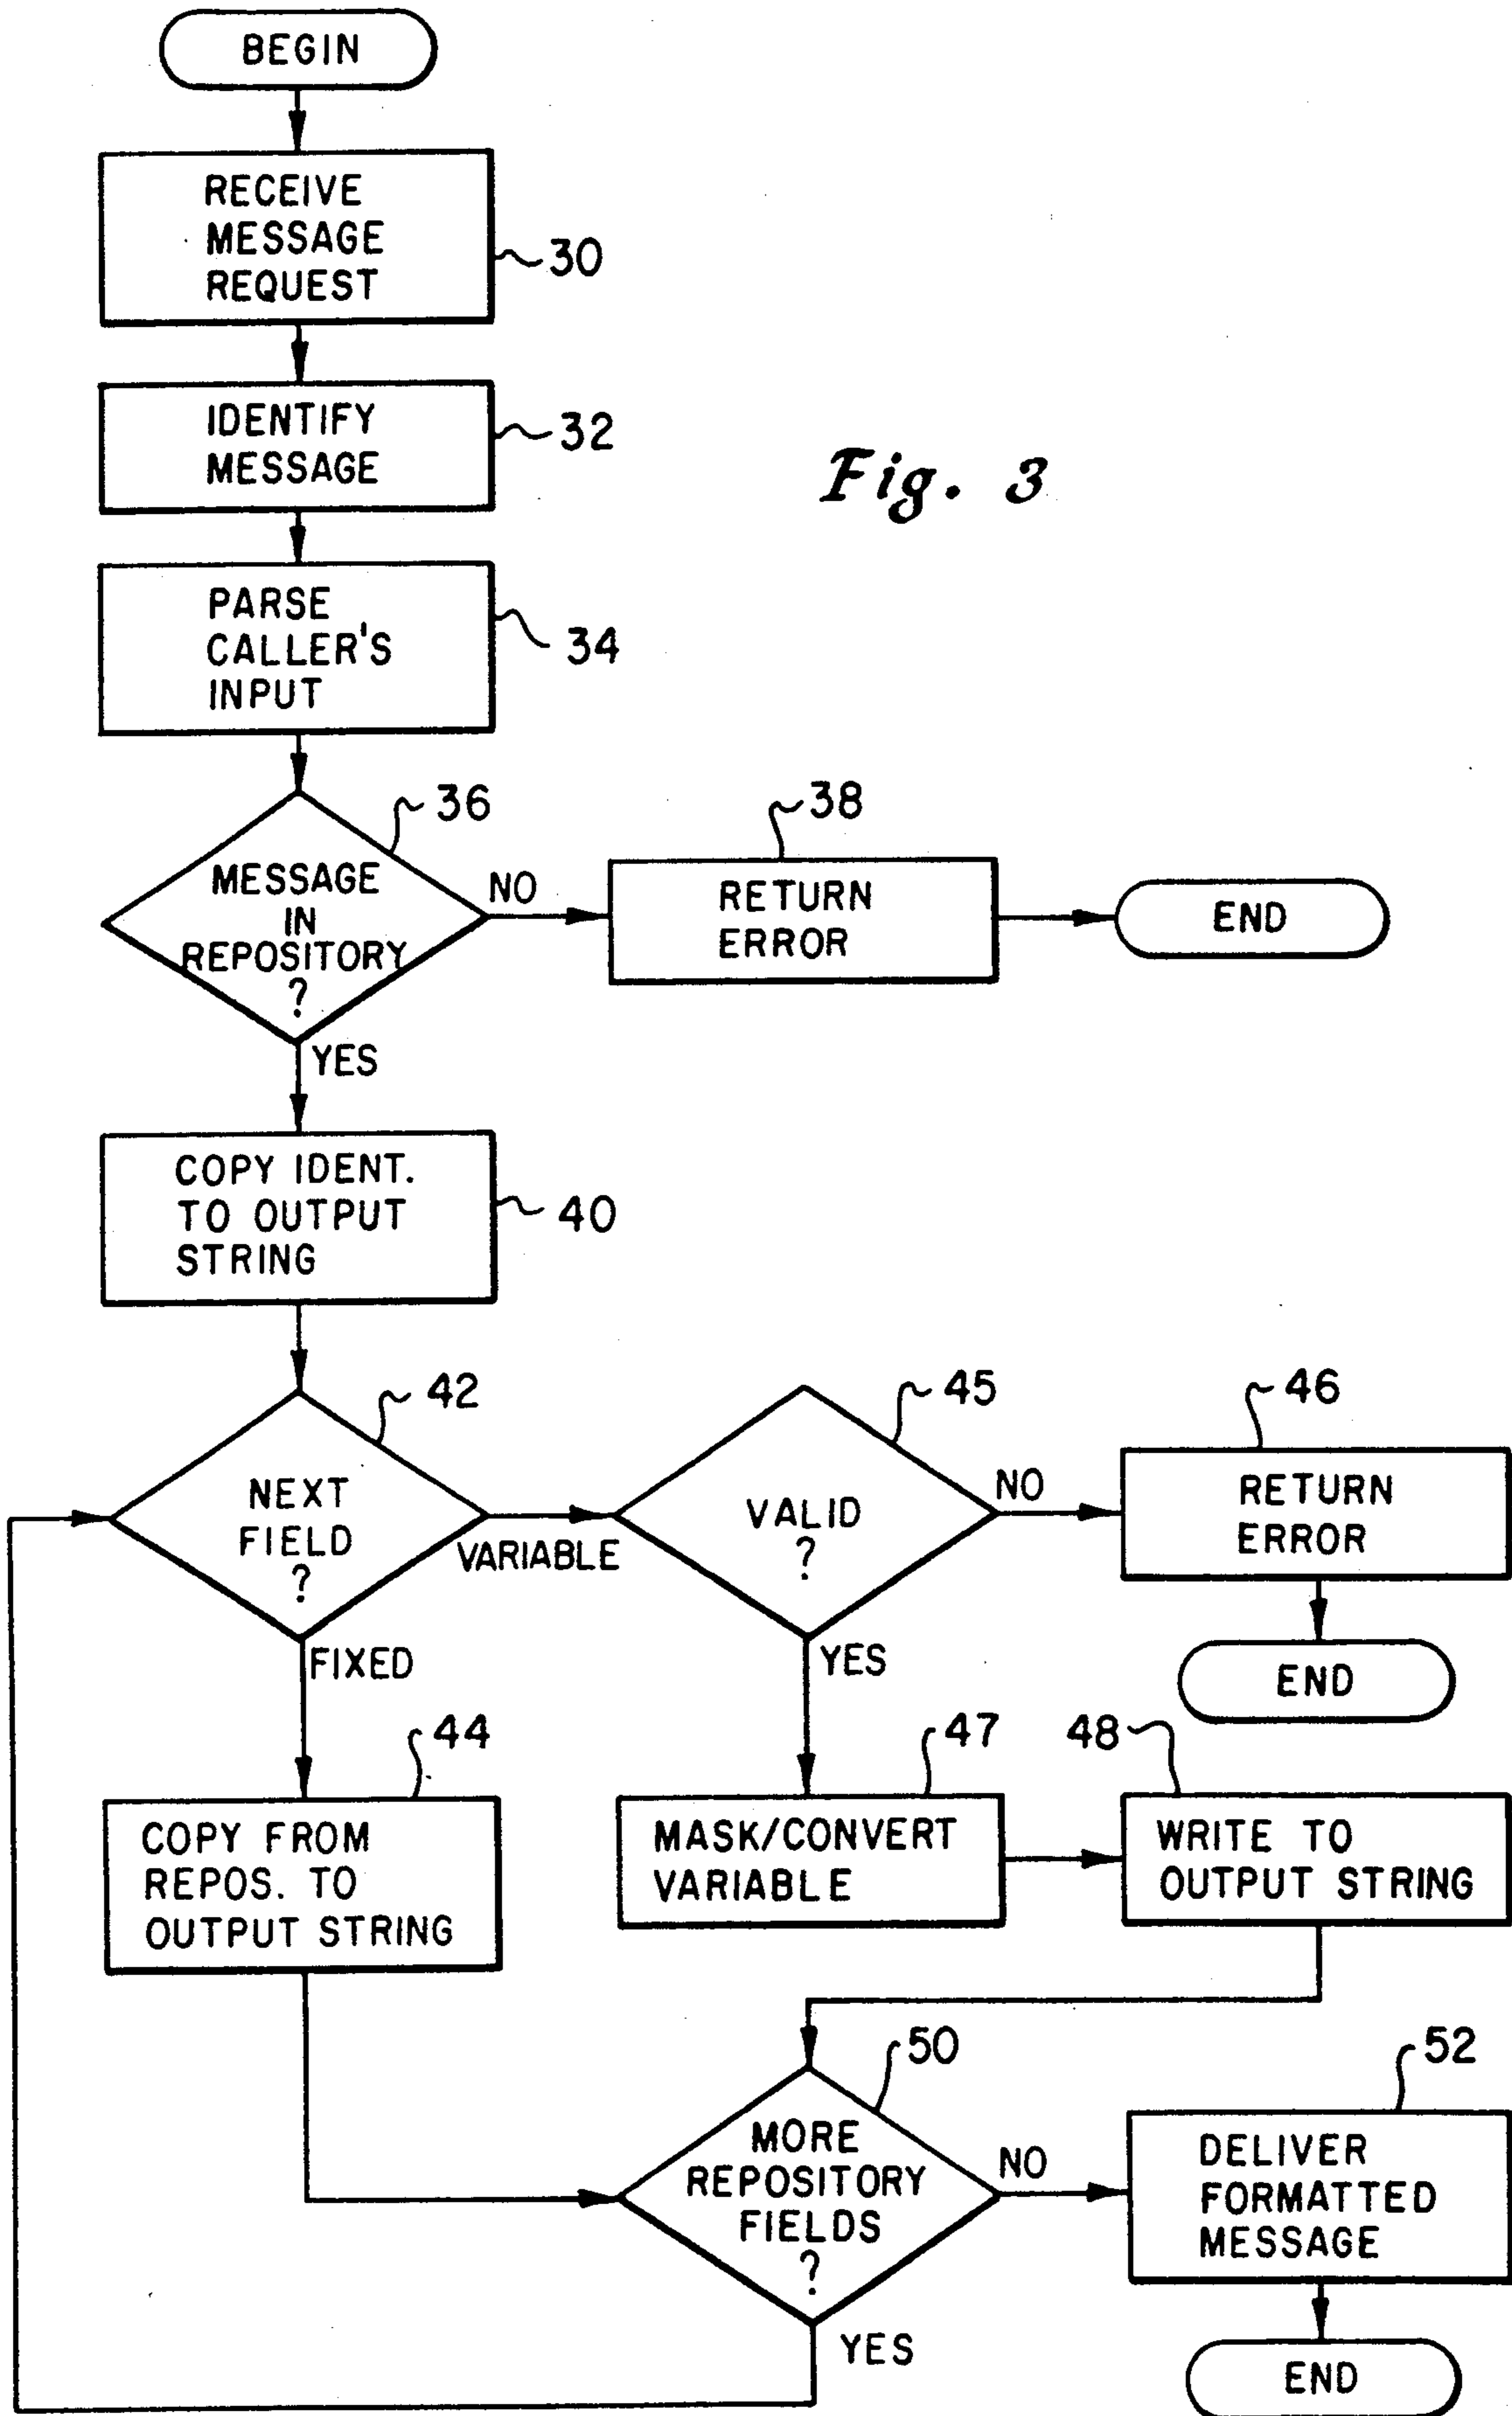 BEGIN
RECEIVE
MESSAGE
REQUEST
30
IDENTIFY
MESSAGE
32
Fig. 3
PARSE
CALLER'S
INPUT
34
36
MESSAGE
IN
REPOSITORY
?
NO
38
RETURN
ERROR
END
YES
COPY IDENT.
TO OUTPUT
STRING
40
42
NEXT
FIELD
?
VARIABLE
45
VALID
?
NO
46
RETURN
ERROR
END
FIXED
YES
44
COPY FROM
REPOS. TO
OUTPUT STRING
47
MASK/CONVERT
VARIABLE
48
WRITE TO
OUTPUT STRING
50
MORE
REPOSITORY
FIELDS
?
NO
52
DELIVER
FORMATTED
MESSAGE
YES
END